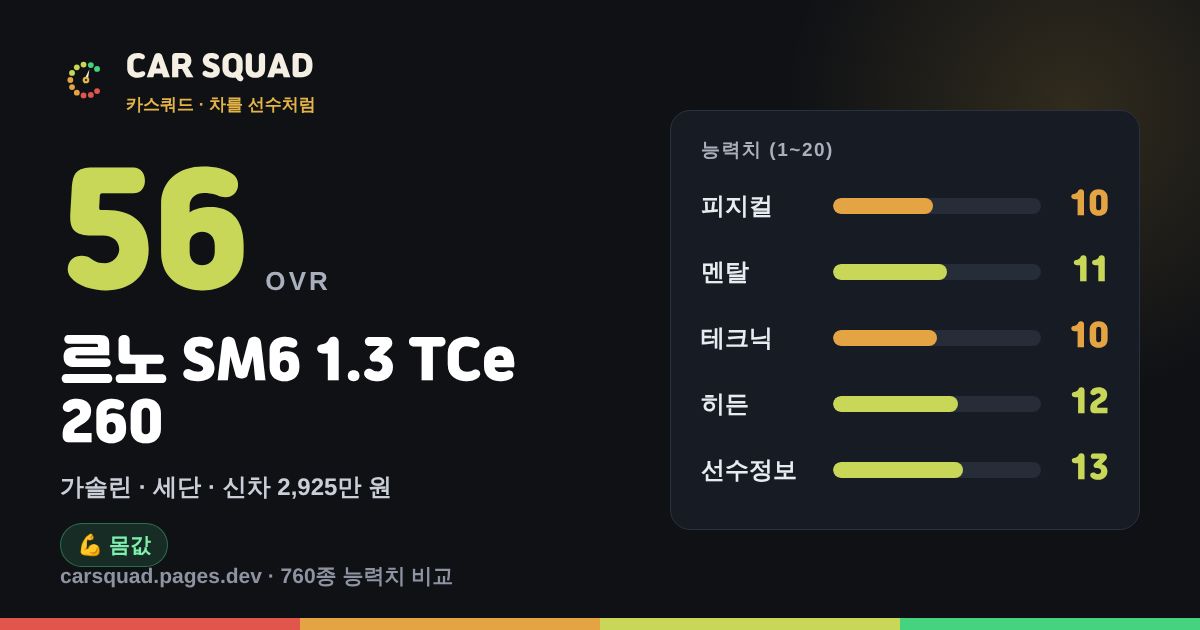 CAR SQUAD
카스쿼드 · 차를 선수처럼
56 OVR
르노 SM6 1.3 TCe
260
가솔린 · 세단 · 신차 2,925만 원
💪 몸값
carsquad.pages.dev · 760종 능력치 비교
능력치 (1~20)
피지컬 10
멘탈 11
테크닉 10
히든 12
선수정보 13